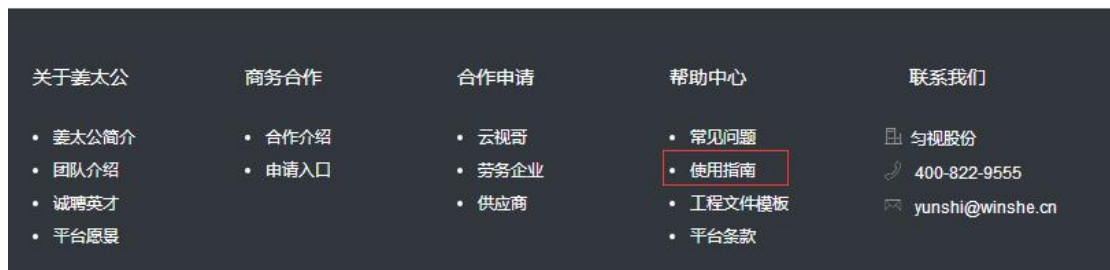 关于姜太公
姜太公简介
团队介绍
诚聘英才
平台愿景
商务合作
合作介绍
申请入口
合作申请
云视哥
劳务企业
供应商
帮助中心
常见问题
使用指南
工程文件模板
平台条款
联系我们
匀视股份
400-822-9555
yunshi@winshe.cn